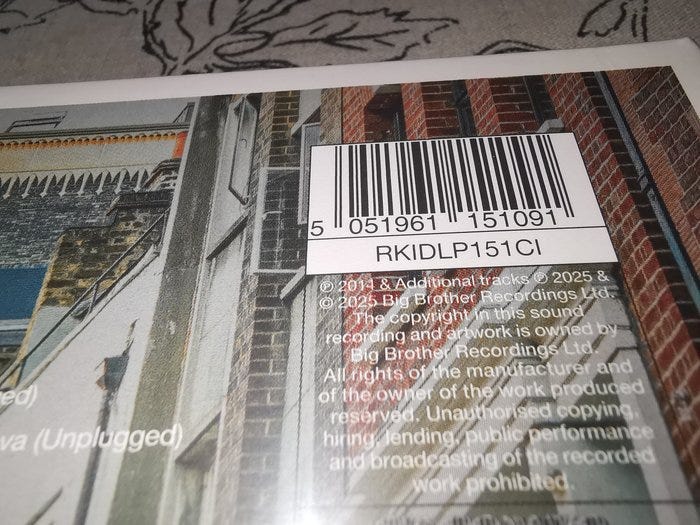 5 051961 151091
RKIDLP151CI
℗ 2014 & Additional tracks ℗ 2025 &
© 2025 Big Brother Recordings Ltd.
The copyright in this sound
recording and artwork is owned by
Big Brother Recordings Ltd.
All rights of the manufacturer and
of the owner of the work produced
reserved. Unauthorised copying,
hiring, lending, public performance
and broadcasting of the recorded
work prohibited.
ed)
va (Unplugged)